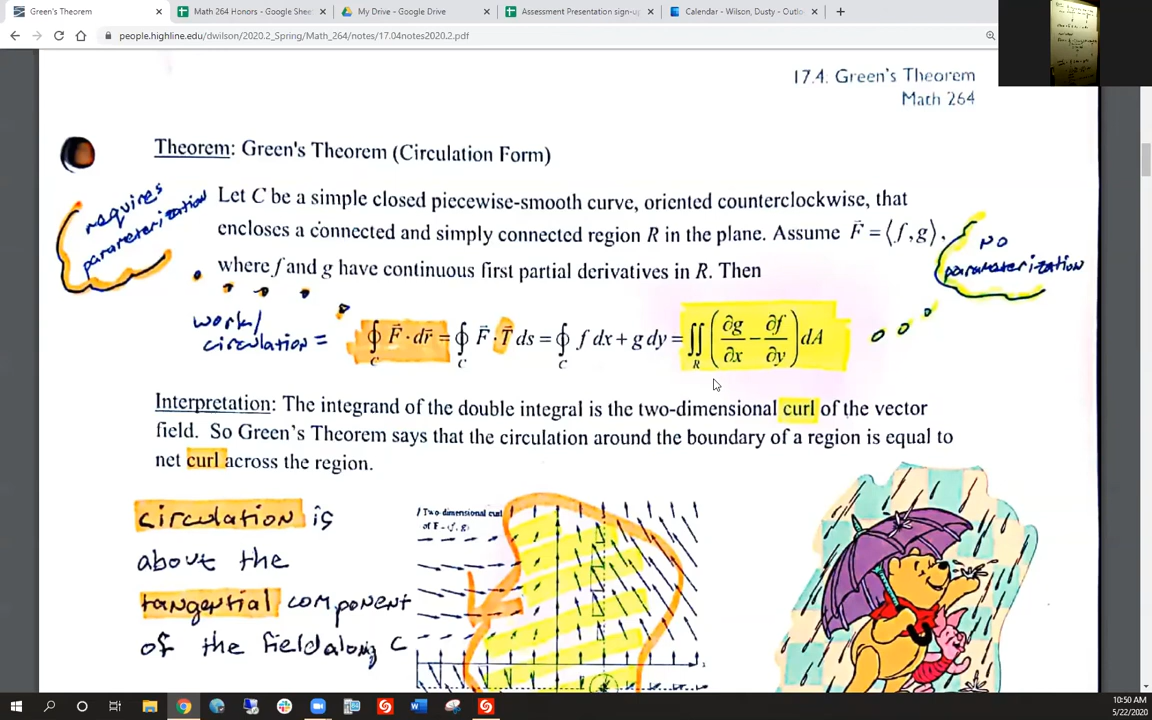 Green's Theorem
Math 264 Honors - Google Shee
My Drive - Google Drive
Assessment Presentation sign-up
Calendar - Wilson, Dusty - Outlo
people.highline.edu/dwilson/2020.2_Spring/Math_264/notes/17.04notes2020.2.pdf
17.4. Green's Theorem
Math 264
Theorem: Green's Theorem (Circulation Form)
requires
parameterization
Let C be a simple closed piecewise-smooth curve, oriented counterclockwise, that
encloses a connected and simply connected region R in the plane. Assume F⃗ = ⟨f,g⟩,
where f and g have continuous first partial derivatives in R. Then
no
parameterization
work/
circulation =
∮_C F⃗ · dr⃗ = ∮_C F⃗ · T⃗ ds = ∮_C f dx + g dy = ∬_R (∂g/∂x − ∂f/∂y) dA
Interpretation: The integrand of the double integral is the two-dimensional curl of the vector
field. So Green's Theorem says that the circulation around the boundary of a region is equal to
net curl across the region.
circulation is
about the
tangential component
of the field along C
Two-dimensional curl
of F = ⟨f, g⟩
10:50 AM
5/22/2020